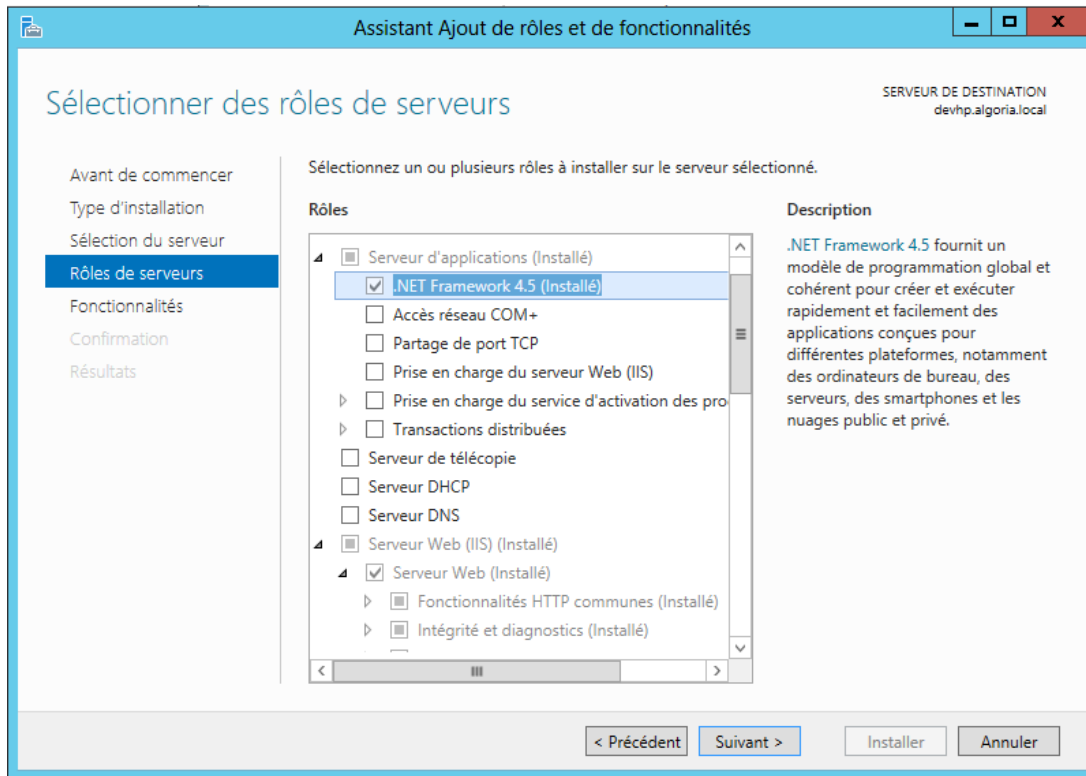 Assistant Ajout de rôles et de fonctionnalités
Sélectionner des rôles de serveurs
SERVEUR DE DESTINATION
devhp.algoria.local
Avant de commencer
Type d'installation
Sélection du serveur
Rôles de serveurs
Fonctionnalités
Confirmation
Résultats
Sélectionnez un ou plusieurs rôles à installer sur le serveur sélectionné.
Rôles
Serveur d'applications (Installé)
.NET Framework 4.5 (Installé)
Accès réseau COM+
Partage de port TCP
Prise en charge du serveur Web (IIS)
Prise en charge du service d'activation des pro
Transactions distribuées
Serveur de télécopie
Serveur DHCP
Serveur DNS
Serveur Web (IIS) (Installé)
Serveur Web (Installé)
Fonctionnalités HTTP communes (Installé)
Intégrité et diagnostics (Installé)
Description
.NET Framework 4.5 fournit un
modèle de programmation global et
cohérent pour créer et exécuter
rapidement et facilement des
applications conçues pour
différentes plateformes, notamment
des ordinateurs de bureau, des
serveurs, des smartphones et les
nuages public et privé.
< Précédent
Suivant >
Installer
Annuler